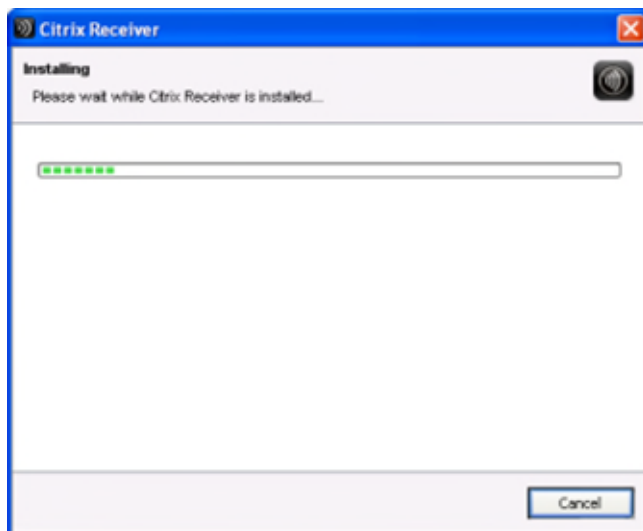 Citrix Receiver
Installing
Please wait while Citrix Receiver is installed...
Cancel